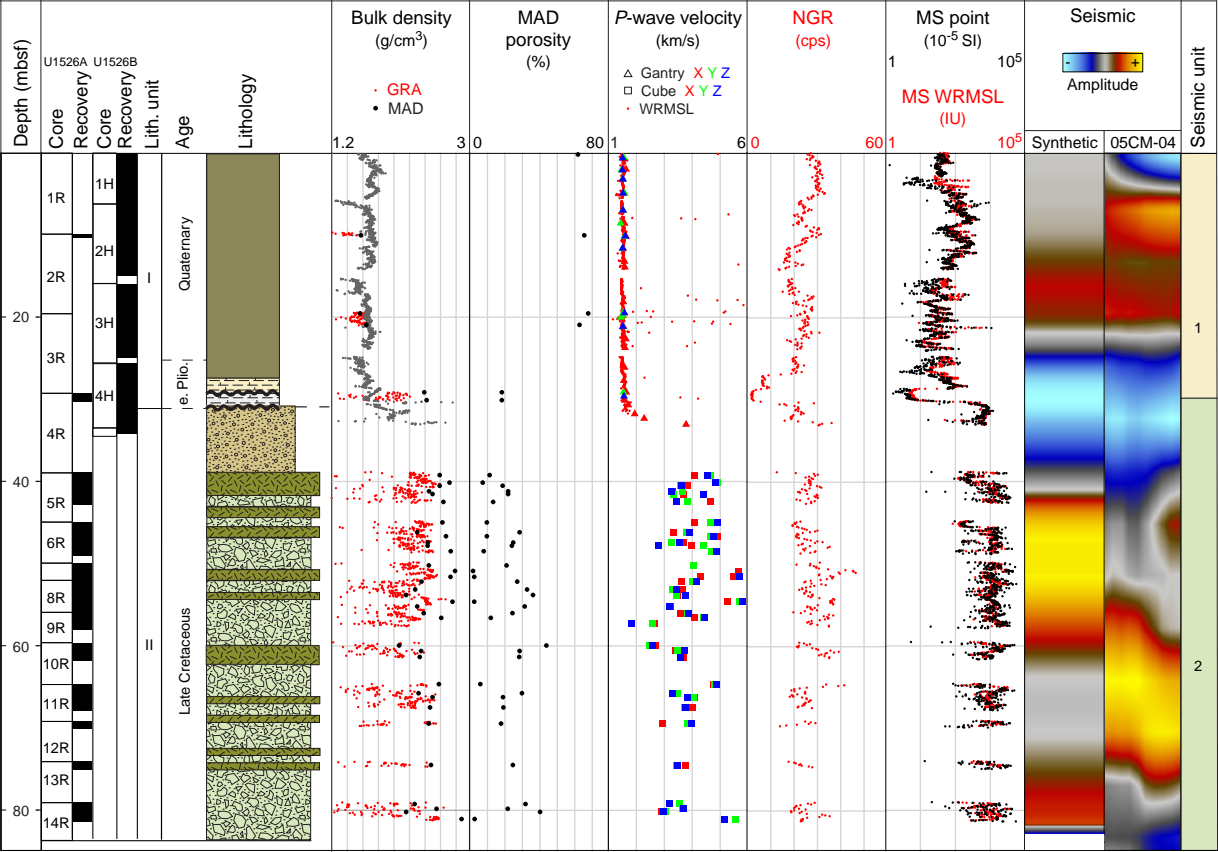 Depth (mbsf)
U1526A
Core
Recovery
U1526B
Core
Recovery
Lith. unit
Age
Lithology
Bulk density
(g/cm³)
GRA
MAD
1.2
3
MAD
porosity
(%)
0
80
P-wave velocity
(km/s)
Gantry X Y Z
Cube X Y Z
WRMSL
1
6
NGR
(cps)
0
60
MS point
(10⁻⁵ SI)
1
10⁵
MS WRMSL
(IU)
1
10⁵
Seismic
- +
Amplitude
Synthetic
05CM-04
Seismic unit
20
40
60
80
1R
2R
3R
4R
5R
6R
8R
9R
10R
11R
12R
13R
14R
1H
2H
3H
4H
I
II
Quaternary
e. Plio.
Late Cretaceous
1
2